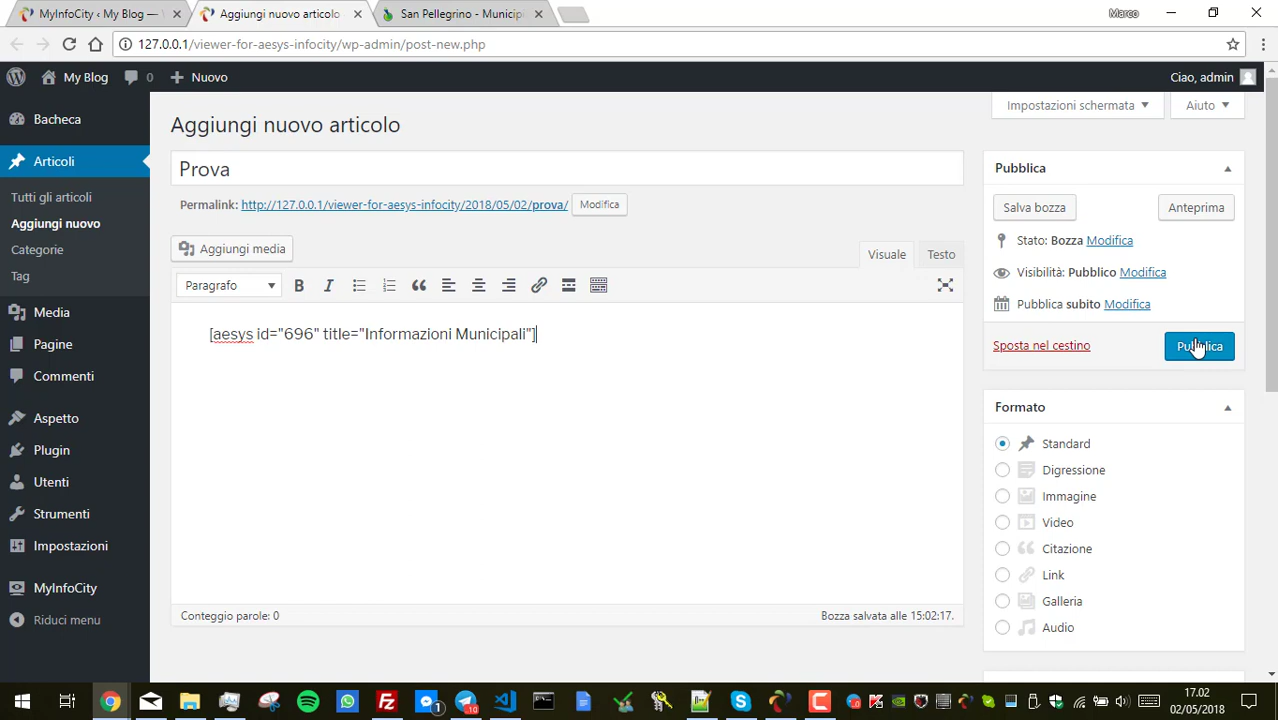 MyInfoCity ‹ My Blog —
Aggiungi nuovo articolo
San Pellegrino - Municip
Marco
127.0.0.1/viewer-for-aesys-infocity/wp-admin/post-new.php
My Blog
0
Nuovo
Ciao, admin
Impostazioni schermata
Aiuto
Bacheca
Articoli
Tutti gli articoli
Aggiungi nuovo
Categorie
Tag
Media
Pagine
Commenti
Aspetto
Plugin
Utenti
Strumenti
Impostazioni
MyInfoCity
Riduci menu
Aggiungi nuovo articolo
Prova
Permalink: http://127.0.0.1/viewer-for-aesys-infocity/2018/05/02/prova/ Modifica
Aggiungi media
Visuale
Testo
Paragrafo
[aesys id="696" title="Informazioni Municipali"]
Conteggio parole: 0
Bozza salvata alle 15:02:17.
Pubblica
Salva bozza
Anteprima
Stato: Bozza Modifica
Visibilità: Pubblico Modifica
Pubblica subito Modifica
Sposta nel cestino
Pubblica
Formato
Standard
Digressione
Immagine
Video
Citazione
Link
Galleria
Audio
17.02
02/05/2018